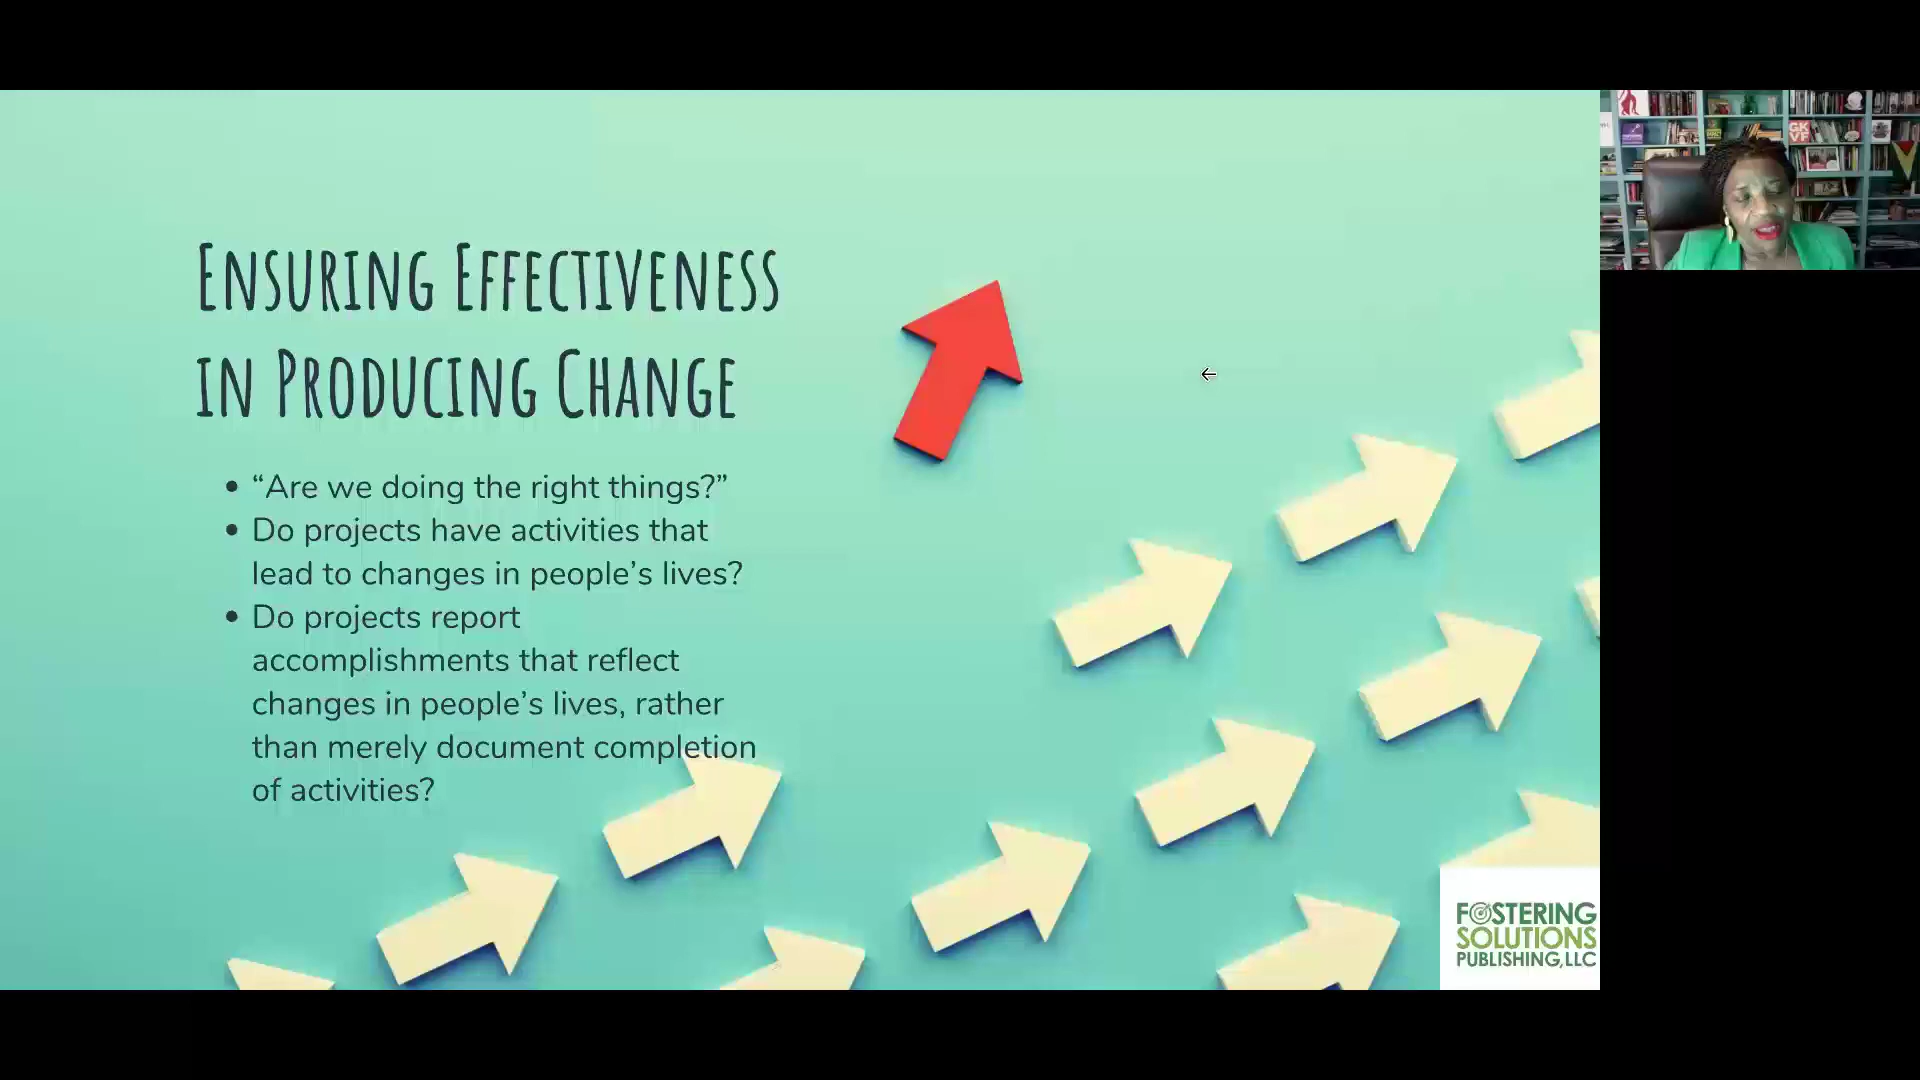 ENSURING EFFECTIVENESS
IN PRODUCING CHANGE
• “Are we doing the right things?”
• Do projects have activities that
lead to changes in people’s lives?
• Do projects report
accomplishments that reflect
changes in people’s lives, rather
than merely document completion
of activities?
GK
VF
FOSTERING
SOLUTIONS
PUBLISHING, LLC